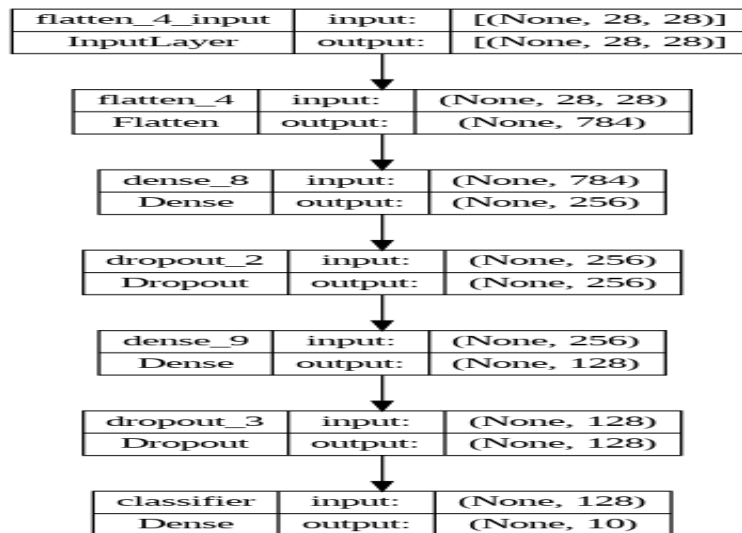 flatten_4_input input: [(None, 28, 28)]
InputLayer output: [(None, 28, 28)]
flatten_4 input: (None, 28, 28)
Flatten output: (None, 784)
dense_8 input: (None, 784)
Dense output: (None, 256)
dropout_2 input: (None, 256)
Dropout output: (None, 256)
dense_9 input: (None, 256)
Dense output: (None, 128)
dropout_3 input: (None, 128)
Dropout output: (None, 128)
classifier input: (None, 128)
Dense output: (None, 10)